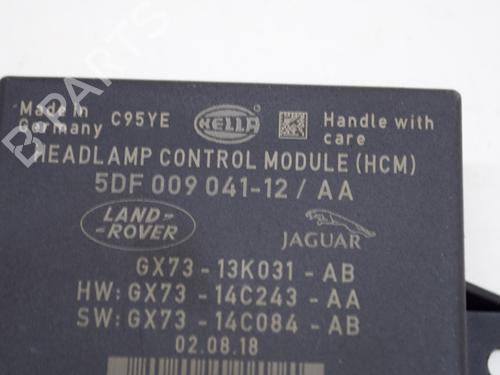 Made in
Germany
C95YE
HELLA
Handle with
care
HEADLAMP CONTROL MODULE (HCM)
5DF 009 041-12 / AA
LAND-
-ROVER
JAGUAR
GX73 - 13K031 - AB
HW: GX73 - 14C243 - AA
SW: GX73 - 14C084 - AB
02.08.18